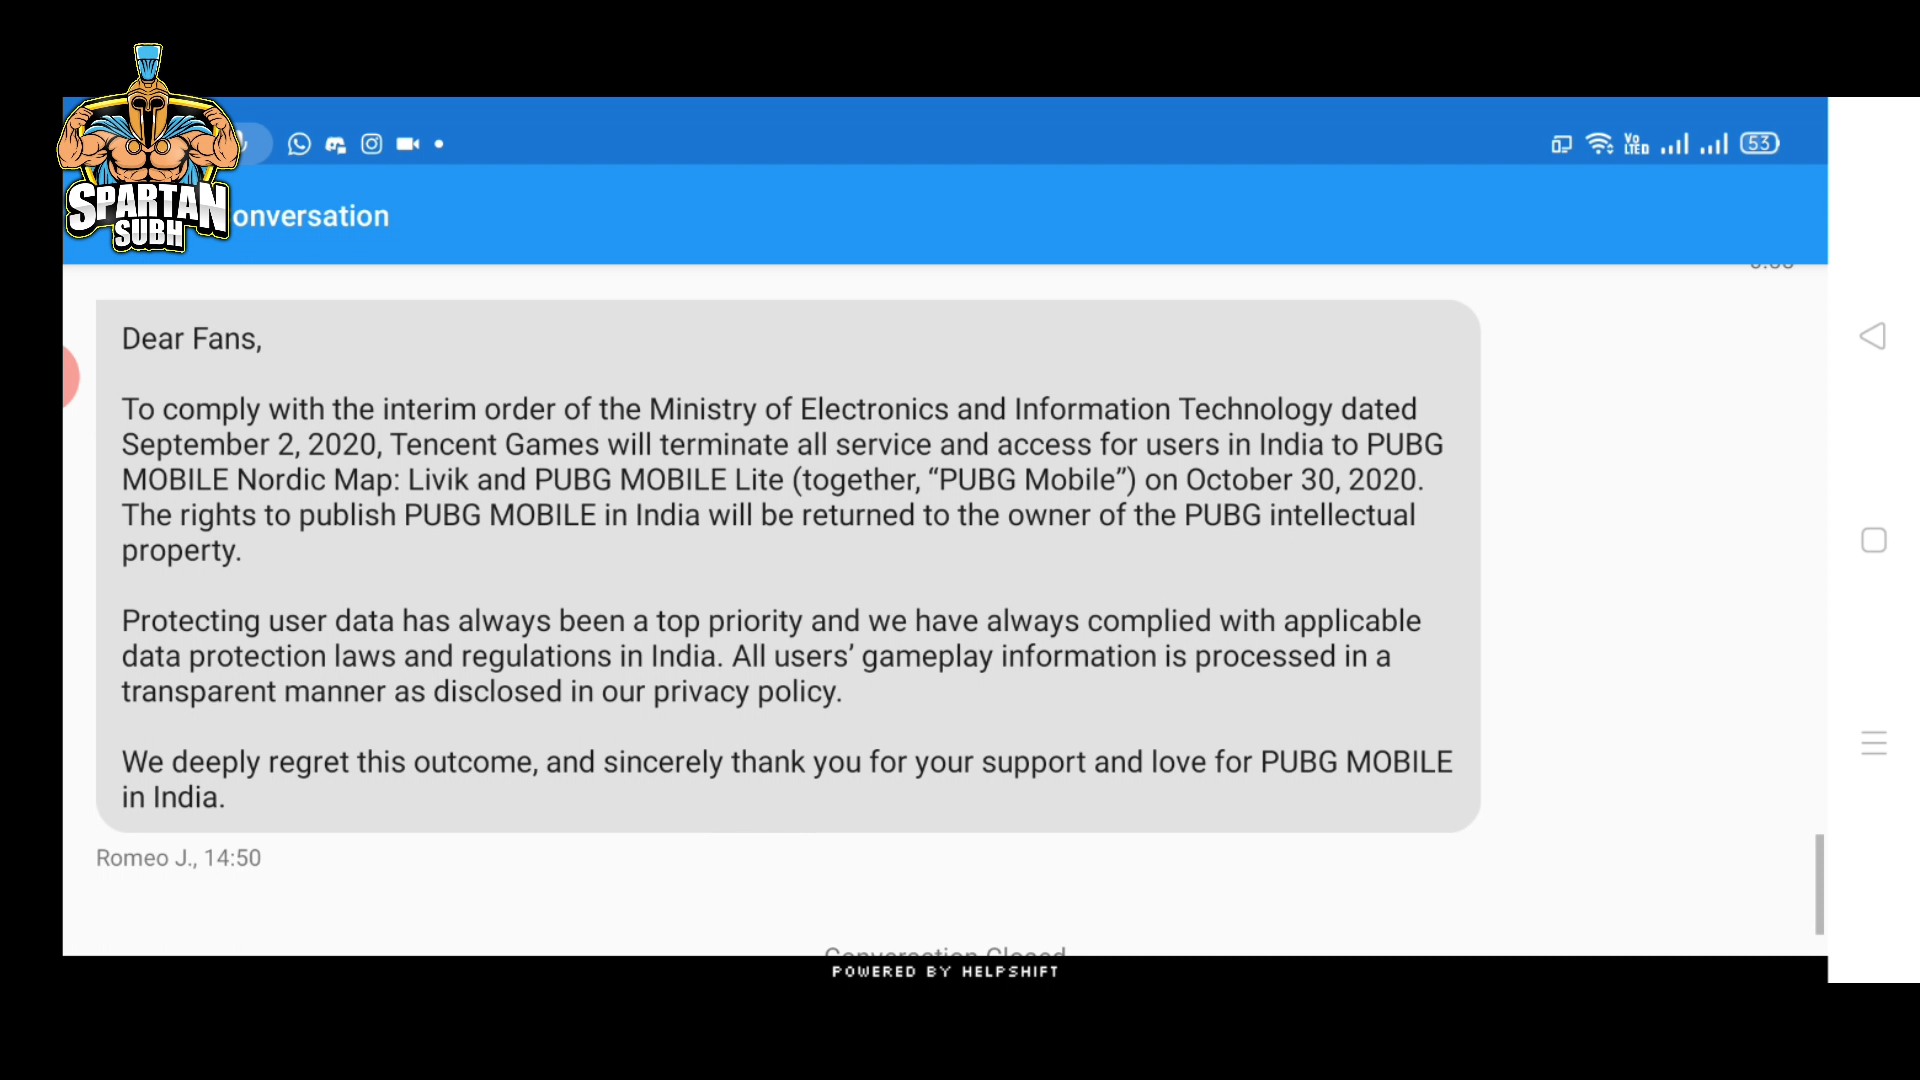 SPARTAN
SUBH
Vo
LTED
53
onversation
Dear Fans,
To comply with the interim order of the Ministry of Electronics and Information Technology dated
September 2, 2020, Tencent Games will terminate all service and access for users in India to PUBG
MOBILE Nordic Map: Livik and PUBG MOBILE Lite (together, “PUBG Mobile”) on October 30, 2020.
The rights to publish PUBG MOBILE in India will be returned to the owner of the PUBG intellectual
property.
Protecting user data has always been a top priority and we have always complied with applicable
data protection laws and regulations in India. All users’ gameplay information is processed in a
transparent manner as disclosed in our privacy policy.
We deeply regret this outcome, and sincerely thank you for your support and love for PUBG MOBILE
in India.
Romeo J., 14:50
Conversation Closed
POWERED BY HELPSHIFT